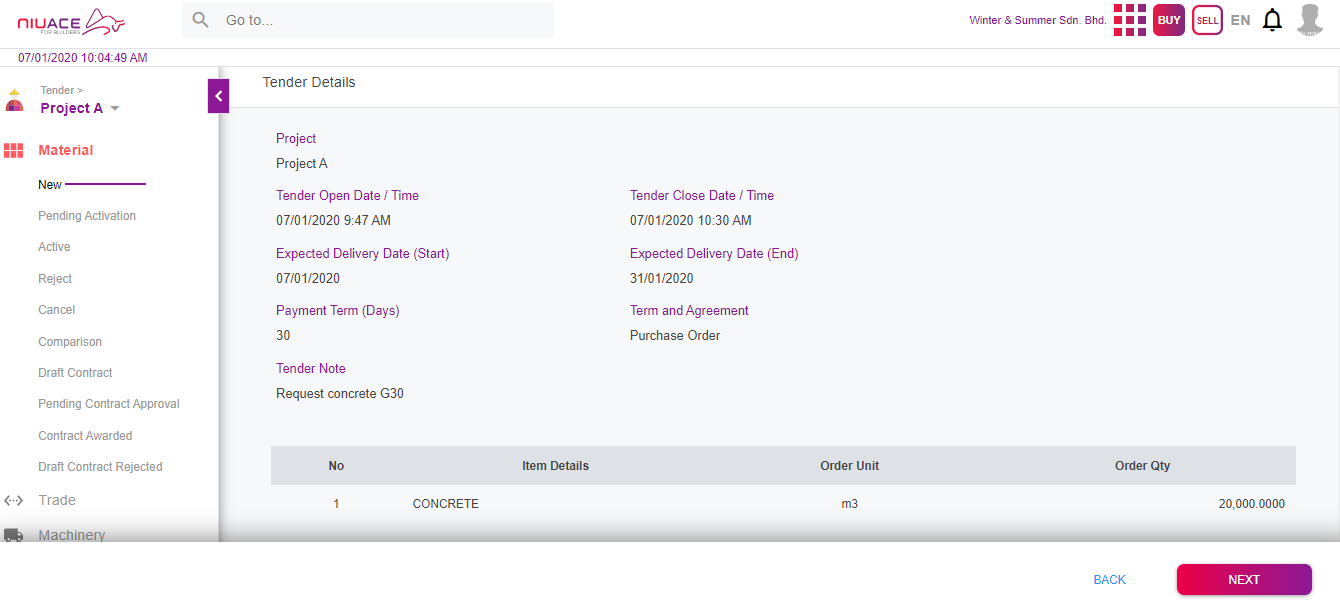 NIUACE
FOR BUILDERS
Go to...
Winter & Summer Sdn. Bhd.
BUY
SELL
EN
07/01/2020 10:04:49 AM
Tender >
Project A
Material
New
Pending Activation
Active
Reject
Cancel
Comparison
Draft Contract
Pending Contract Approval
Contract Awarded
Draft Contract Rejected
Trade
Machinery
Tender Details
Project
Project A
Tender Open Date / Time Tender Close Date / Time
07/01/2020 9:47 AM 07/01/2020 10:30 AM
Expected Delivery Date (Start) Expected Delivery Date (End)
07/01/2020 31/01/2020
Payment Term (Days) Term and Agreement
30 Purchase Order
Tender Note
Request concrete G30
No Item Details Order Unit Order Qty
1 CONCRETE m3 20,000.0000
BACK NEXT